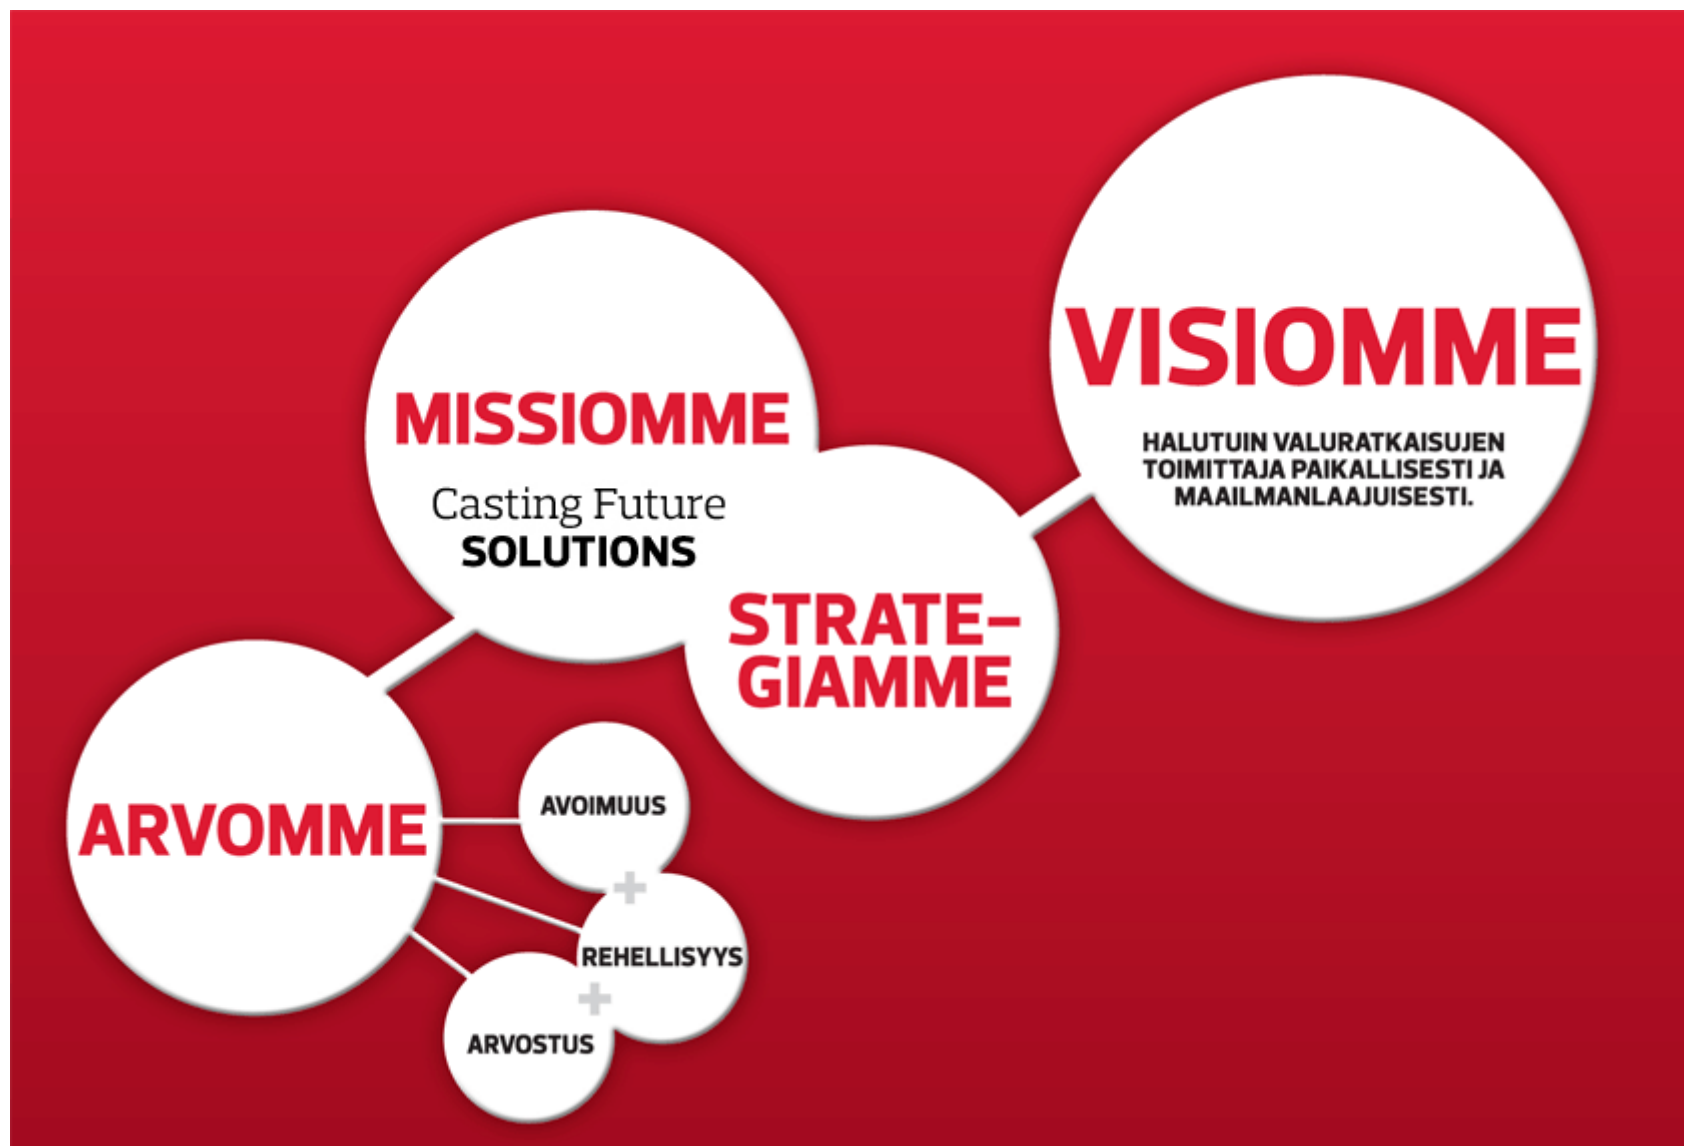 VISIOMME
HALUTUIN VALURATKAISUJEN
TOIMITTAJA PAIKALLISESTI JA
MAAILMANLAAJUISESTI.
MISSIOMME
Casting Future
SOLUTIONS
STRATE–
GIAMME
ARVOMME
AVOIMUUS
+
REHELLISYYS
+
ARVOSTUS